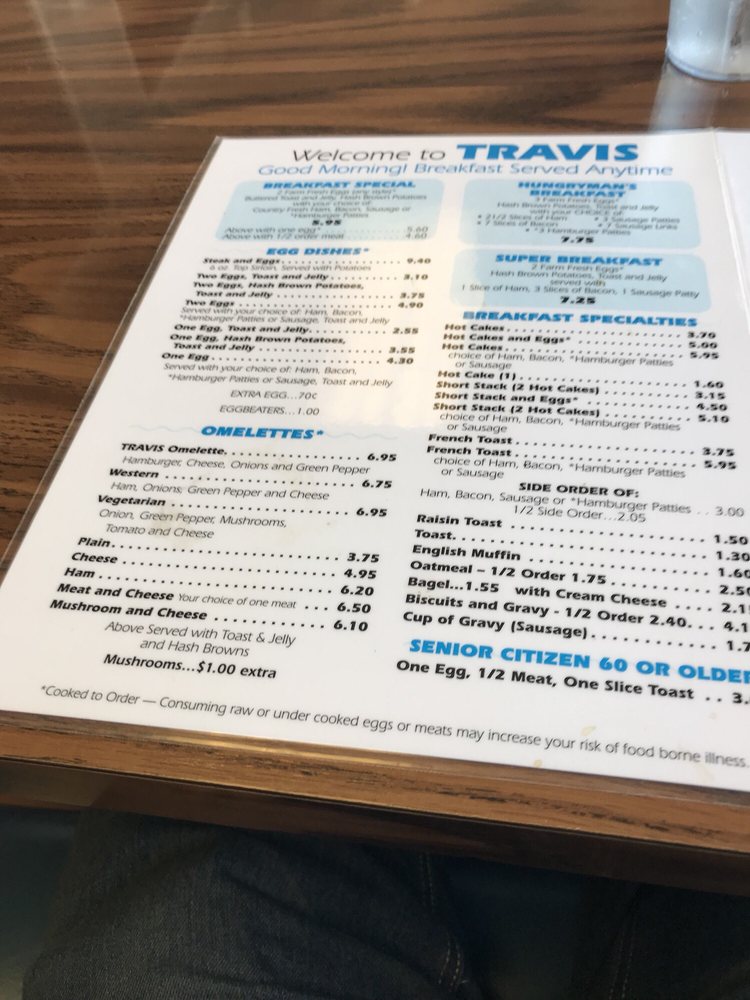 Welcome to TRAVIS
Good Morning! Breakfast Served Anytime
BREAKFAST SPECIAL
2 Farm Fresh Eggs (any style)*
Buttered Toast and Jelly, Hash Brown Potatoes
with your choice of:
Country Fresh Ham, Bacon, Sausage or
*Hamburger Patties
5.95
Above with one egg* 5.60
Above with 1/2 order meat 4.60
EGG DISHES*
Steak and Eggs 9.40
6 oz. Top Sirloin, Served with Potatoes
Two Eggs, Toast and Jelly 3.10
Two Eggs, Hash Brown Potatoes,
Toast and Jelly 3.75
Two Eggs 4.90
Served with your choice of: Ham, Bacon,
*Hamburger Patties or Sausage, Toast and Jelly
One Egg, Toast and Jelly 2.55
One Egg, Hash Brown Potatoes,
Toast and Jelly 3.55
One Egg 4.30
Served with your choice of: Ham, Bacon,
*Hamburger Patties or Sausage, Toast and Jelly
EXTRA EGG...70¢
EGGBEATERS...1.00
OMELETTES*
TRAVIS Omelette 6.95
Hamburger, Cheese, Onions and Green Pepper
Western 6.75
Ham, Onions, Green Pepper and Cheese
Vegetarian 6.95
Onion, Green Pepper, Mushrooms,
Tomato and Cheese
Plain 3.75
Cheese 4.95
Ham 6.20
Meat and Cheese Your choice of one meat 6.50
Mushroom and Cheese 6.10
Above Served with Toast & Jelly
and Hash Browns
Mushrooms...$1.00 extra
HUNGRYMAN'S
BREAKFAST
3 Farm Fresh Eggs*
Hash Brown Potatoes, Toast and Jelly
with your CHOICE of:
• 2 1/2 Slices of Ham • 3 Sausage Patties
• 7 Slices of Bacon • 7 Sausage Links
• *3 Hamburger Patties
7.75
SUPER BREAKFAST
2 Farm Fresh Eggs*
Hash Brown Potatoes, Toast and Jelly
served with
1 Slice of Ham, 3 Slices of Bacon, 1 Sausage Patty
7.25
BREAKFAST SPECIALTIES
Hot Cakes 3.70
Hot Cakes and Eggs* 5.00
Hot Cakes 5.95
choice of Ham, Bacon, *Hamburger Patties
or Sausage
Hot Cake (1) 1.60
Short Stack (2 Hot Cakes) 3.15
Short Stack and Eggs* 4.50
Short Stack (2 Hot Cakes) 5.10
choice of Ham, Bacon, *Hamburger Patties
or Sausage
French Toast 3.75
French Toast 5.95
choice of Ham, Bacon, *Hamburger Patties
or Sausage
SIDE ORDER OF:
Ham, Bacon, Sausage or *Hamburger Patties . . 3.00
1/2 Side Order...2.05
Raisin Toast 1.50
Toast 1.30
English Muffin 1.60
Oatmeal – 1/2 Order 1.75 2.50
Bagel...1.55 with Cream Cheese 2.1
Biscuits and Gravy - 1/2 Order 2.40 4.1
Cup of Gravy (Sausage) 1.7
SENIOR CITIZEN 60 OR OLDER
One Egg, 1/2 Meat, One Slice Toast . . 3.
*Cooked to Order — Consuming raw or under cooked eggs or meats may increase your risk of food borne illness.